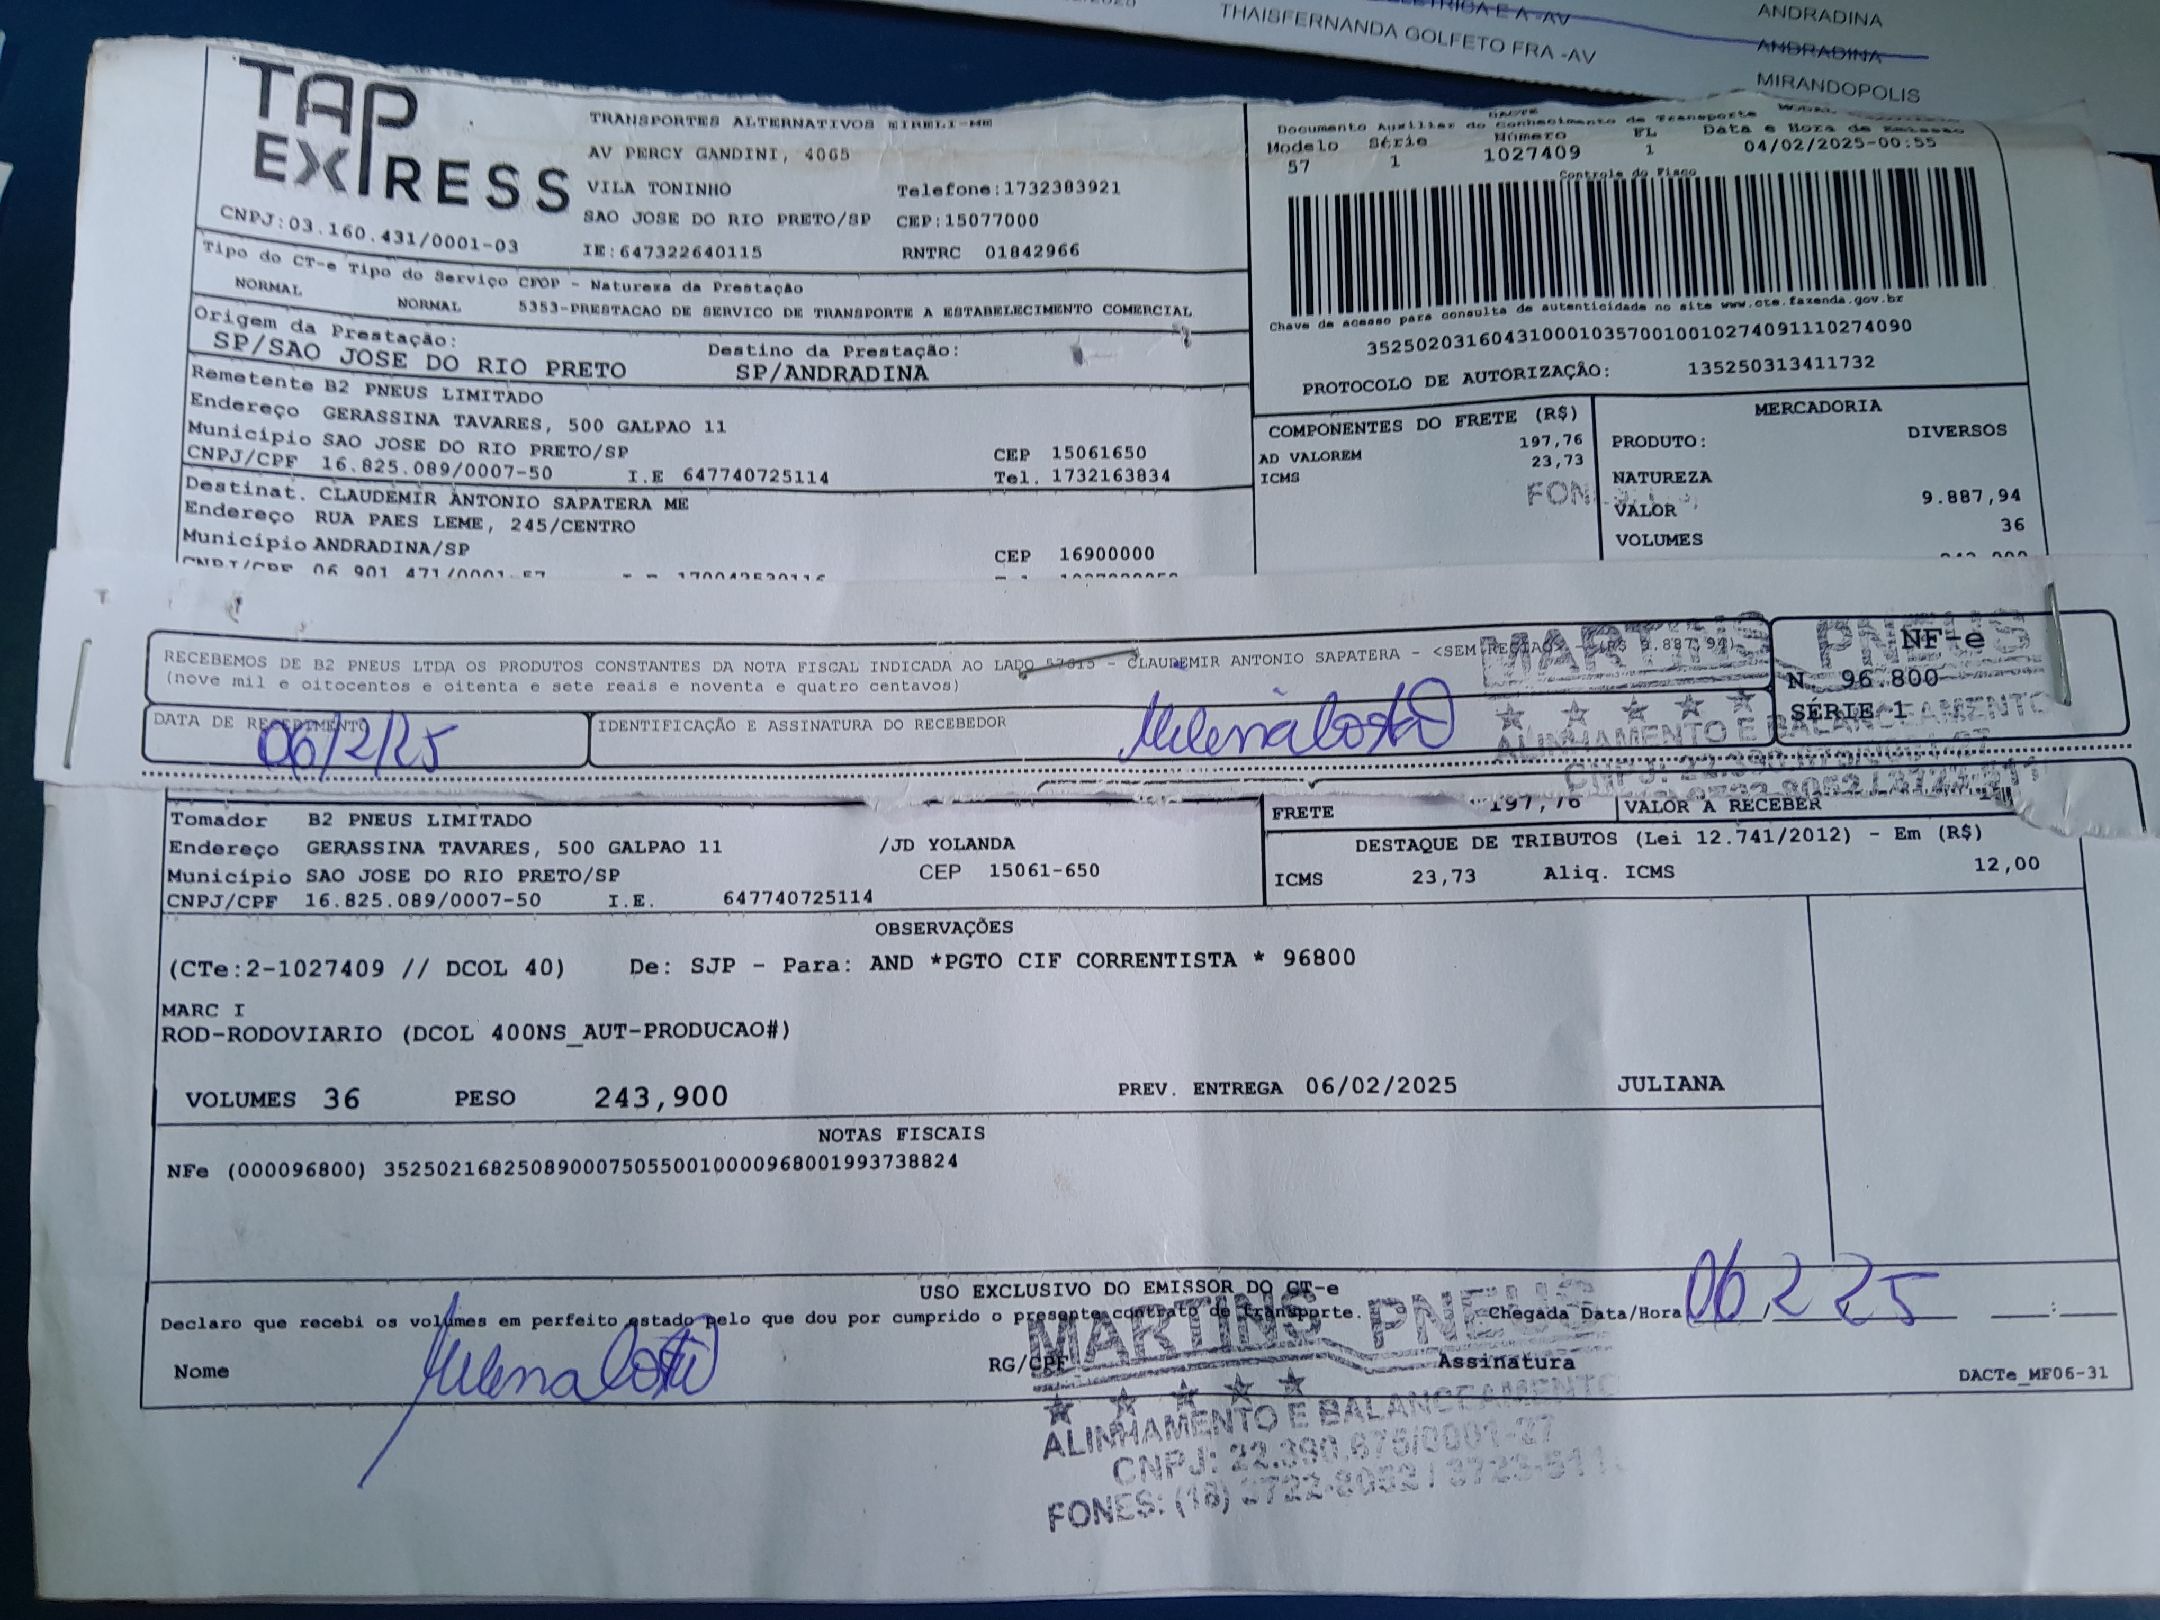 THAISFERNANDA GOLFETO FRA -AV
ANDRADINA
ANDRADINA
MIRANDOPOLIS
TAP
EXPRESS
CNPJ:03.160.431/0001-03
TRANSPORTES ALTERNATIVOS EIRELI-ME
AV PERCY GANDINI, 4065
VILA TONINHO Telefone:1732383921
SAO JOSE DO RIO PRETO/SP CEP:15077000
IE:647322640115 RNTRC 01842966
Documento Auxiliar do Conhecimento de Transporte
Modelo Série Número FL Data e Hora de Emissão
57 1 1027409 1 04/02/2025-00:55
Controle do Fisco
Chave de acesso para consulta de autenticidade no site www.cte.fazenda.gov.br
35250203160431000103570010010274091110274090
PROTOCOLO DE AUTORIZAÇÃO: 135250313411732
Tipo do CT-e Tipo do Serviço CFOP - Natureza da Prestação
NORMAL NORMAL 5353-PRESTACAO DE SERVICO DE TRANSPORTE A ESTABELECIMENTO COMERCIAL
Origem da Prestação: Destino da Prestação:
SP/SAO JOSE DO RIO PRETO SP/ANDRADINA
Remetente B2 PNEUS LIMITADO
Endereço GERASSINA TAVARES, 500 GALPAO 11
Município SAO JOSE DO RIO PRETO/SP CEP 15061650
CNPJ/CPF 16.825.089/0007-50 I.E 647740725114 Tel. 1732163834
Destinat. CLAUDEMIR ANTONIO SAPATERA ME
Endereço RUA PAES LEME, 245/CENTRO
Município ANDRADINA/SP CEP 16900000
CNPJ/CPF 06.901.471/0001-57
COMPONENTES DO FRETE (R$)
197,76
AD VALOREM 23,73
ICMS
MERCADORIA
PRODUTO: DIVERSOS
NATUREZA
VALOR 9.887,94
VOLUMES 36
RECEBEMOS DE B2 PNEUS LTDA OS PRODUTOS CONSTANTES DA NOTA FISCAL INDICADA AO LADO - CLAUDEMIR ANTONIO SAPATERA -
(nove mil e oitocentos e oitenta e sete reais e noventa e quatro centavos)
DATA DE RECEBIMENTO IDENTIFICAÇÃO E ASSINATURA DO RECEBEDOR
06/2/25
NF-e
N. 96.800
SÉRIE 1
MARTINS PNEUS
ALINHAMENTO E BALANCEAMENTO
Tomador B2 PNEUS LIMITADO
Endereço GERASSINA TAVARES, 500 GALPAO 11 /JD YOLANDA
Município SAO JOSE DO RIO PRETO/SP CEP 15061-650
CNPJ/CPF 16.825.089/0007-50 I.E. 647740725114
FRETE 197,76 VALOR A RECEBER
DESTAQUE DE TRIBUTOS (Lei 12.741/2012) - Em (R$)
ICMS 23,73 Aliq. ICMS 12,00
OBSERVAÇÕES
(CTe:2-1027409 // DCOL 40) De: SJP - Para: AND *PGTO CIF CORRENTISTA * 96800
MARC I
ROD-RODOVIARIO (DCOL 400NS_AUT-PRODUCAO#)
VOLUMES 36 PESO 243,900 PREV. ENTREGA 06/02/2025 JULIANA
NOTAS FISCAIS
NFe (000096800) 35250216825089000750550010000968001993738824
USO EXCLUSIVO DO EMISSOR DO CT-e
Declaro que recebi os volumes em perfeito estado pelo que dou por cumprido o presente contrato de transporte. Chegada Data/Hora 06 2 25
Nome RG/CPF Assinatura
DACTe_MF06-31
MARTINS PNEUS
ALINHAMENTO E BALANCEAMENTO
CNPJ: 22.390.675/0001-27
FONES: (18) 3722-8052 /